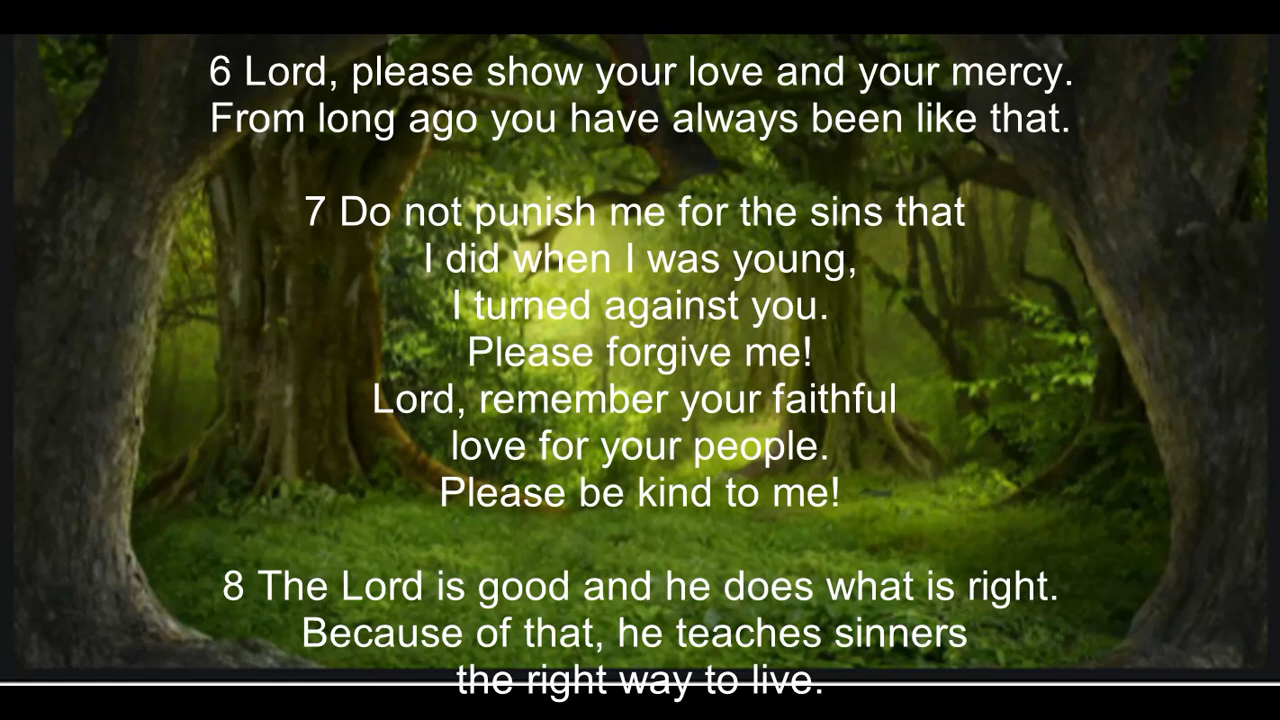 6 Lord, please show your love and your mercy.
From long ago you have always been like that.
7 Do not punish me for the sins that
I did when I was young,
I turned against you.
Please forgive me!
Lord, remember your faithful
love for your people.
Please be kind to me!
8 The Lord is good and he does what is right.
Because of that, he teaches sinners
the right way to live.